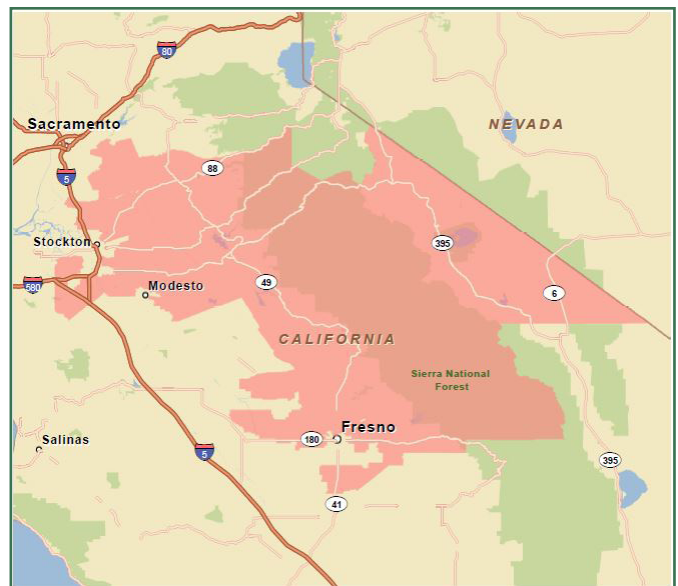 80
Sacramento
NEVADA
5
88
Stockton
395
680
Modesto
49
6
CALIFORNIA
Sierra National
Forest
Fresno
180
Salinas
5
395
41